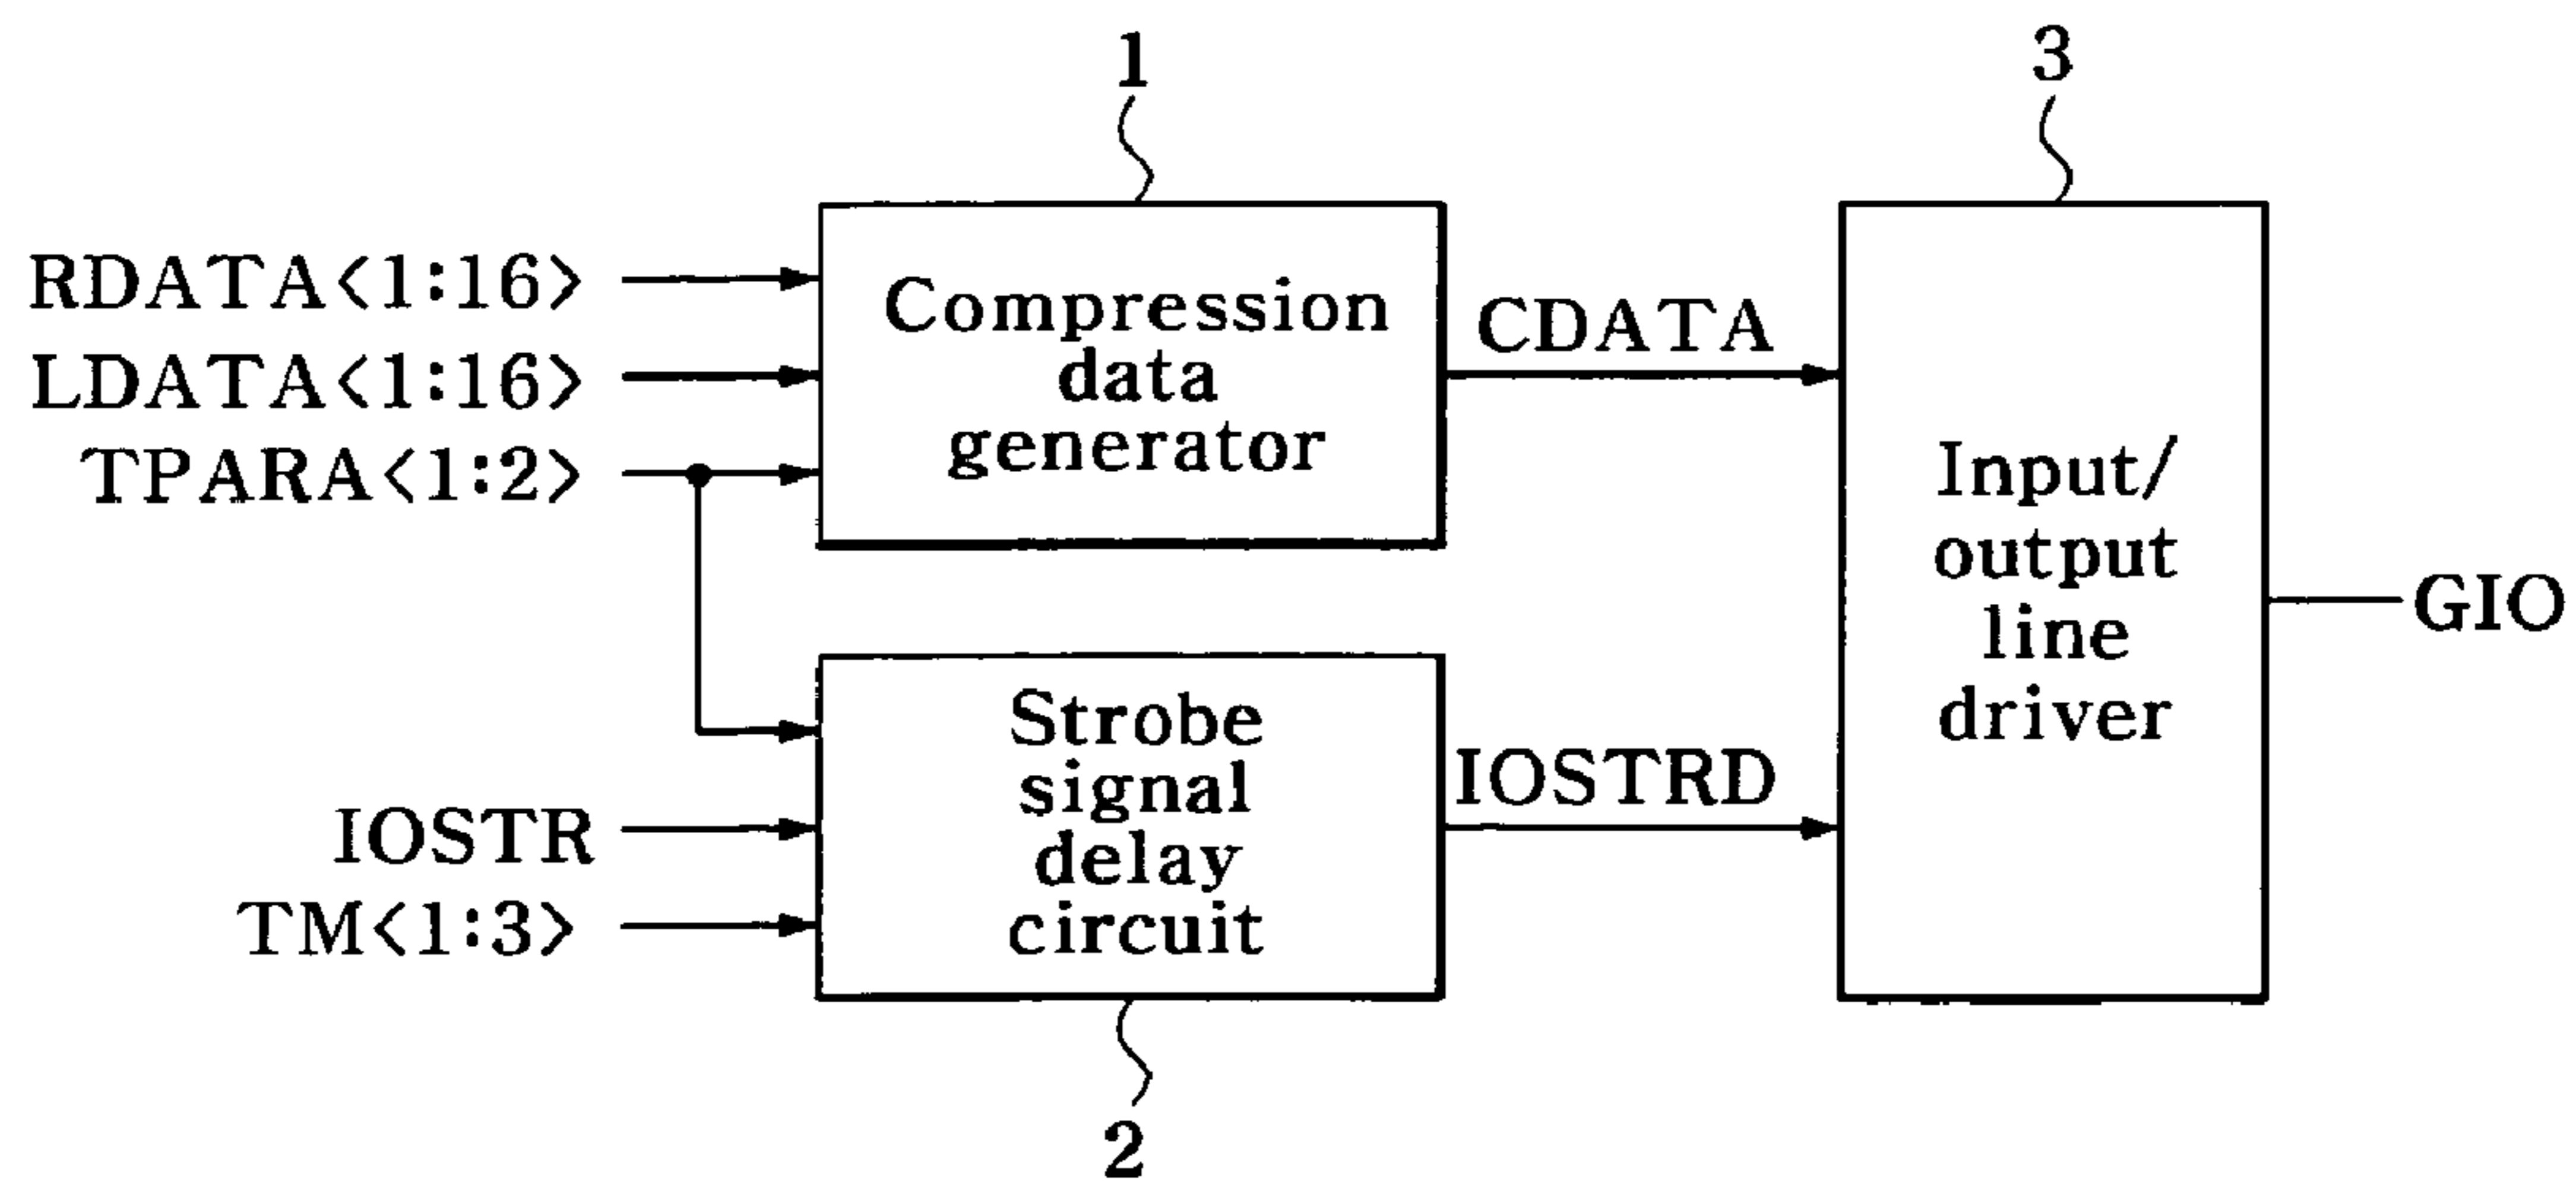 1
3
RDATA<1:16>
LDATA<1:16>
TPARA<1:2>
Compression
data
generator
CDATA
Input/
output
line
driver
GIO
IOSTR
TM<1:3>
Strobe
signal
delay
circuit
IOSTRD
2